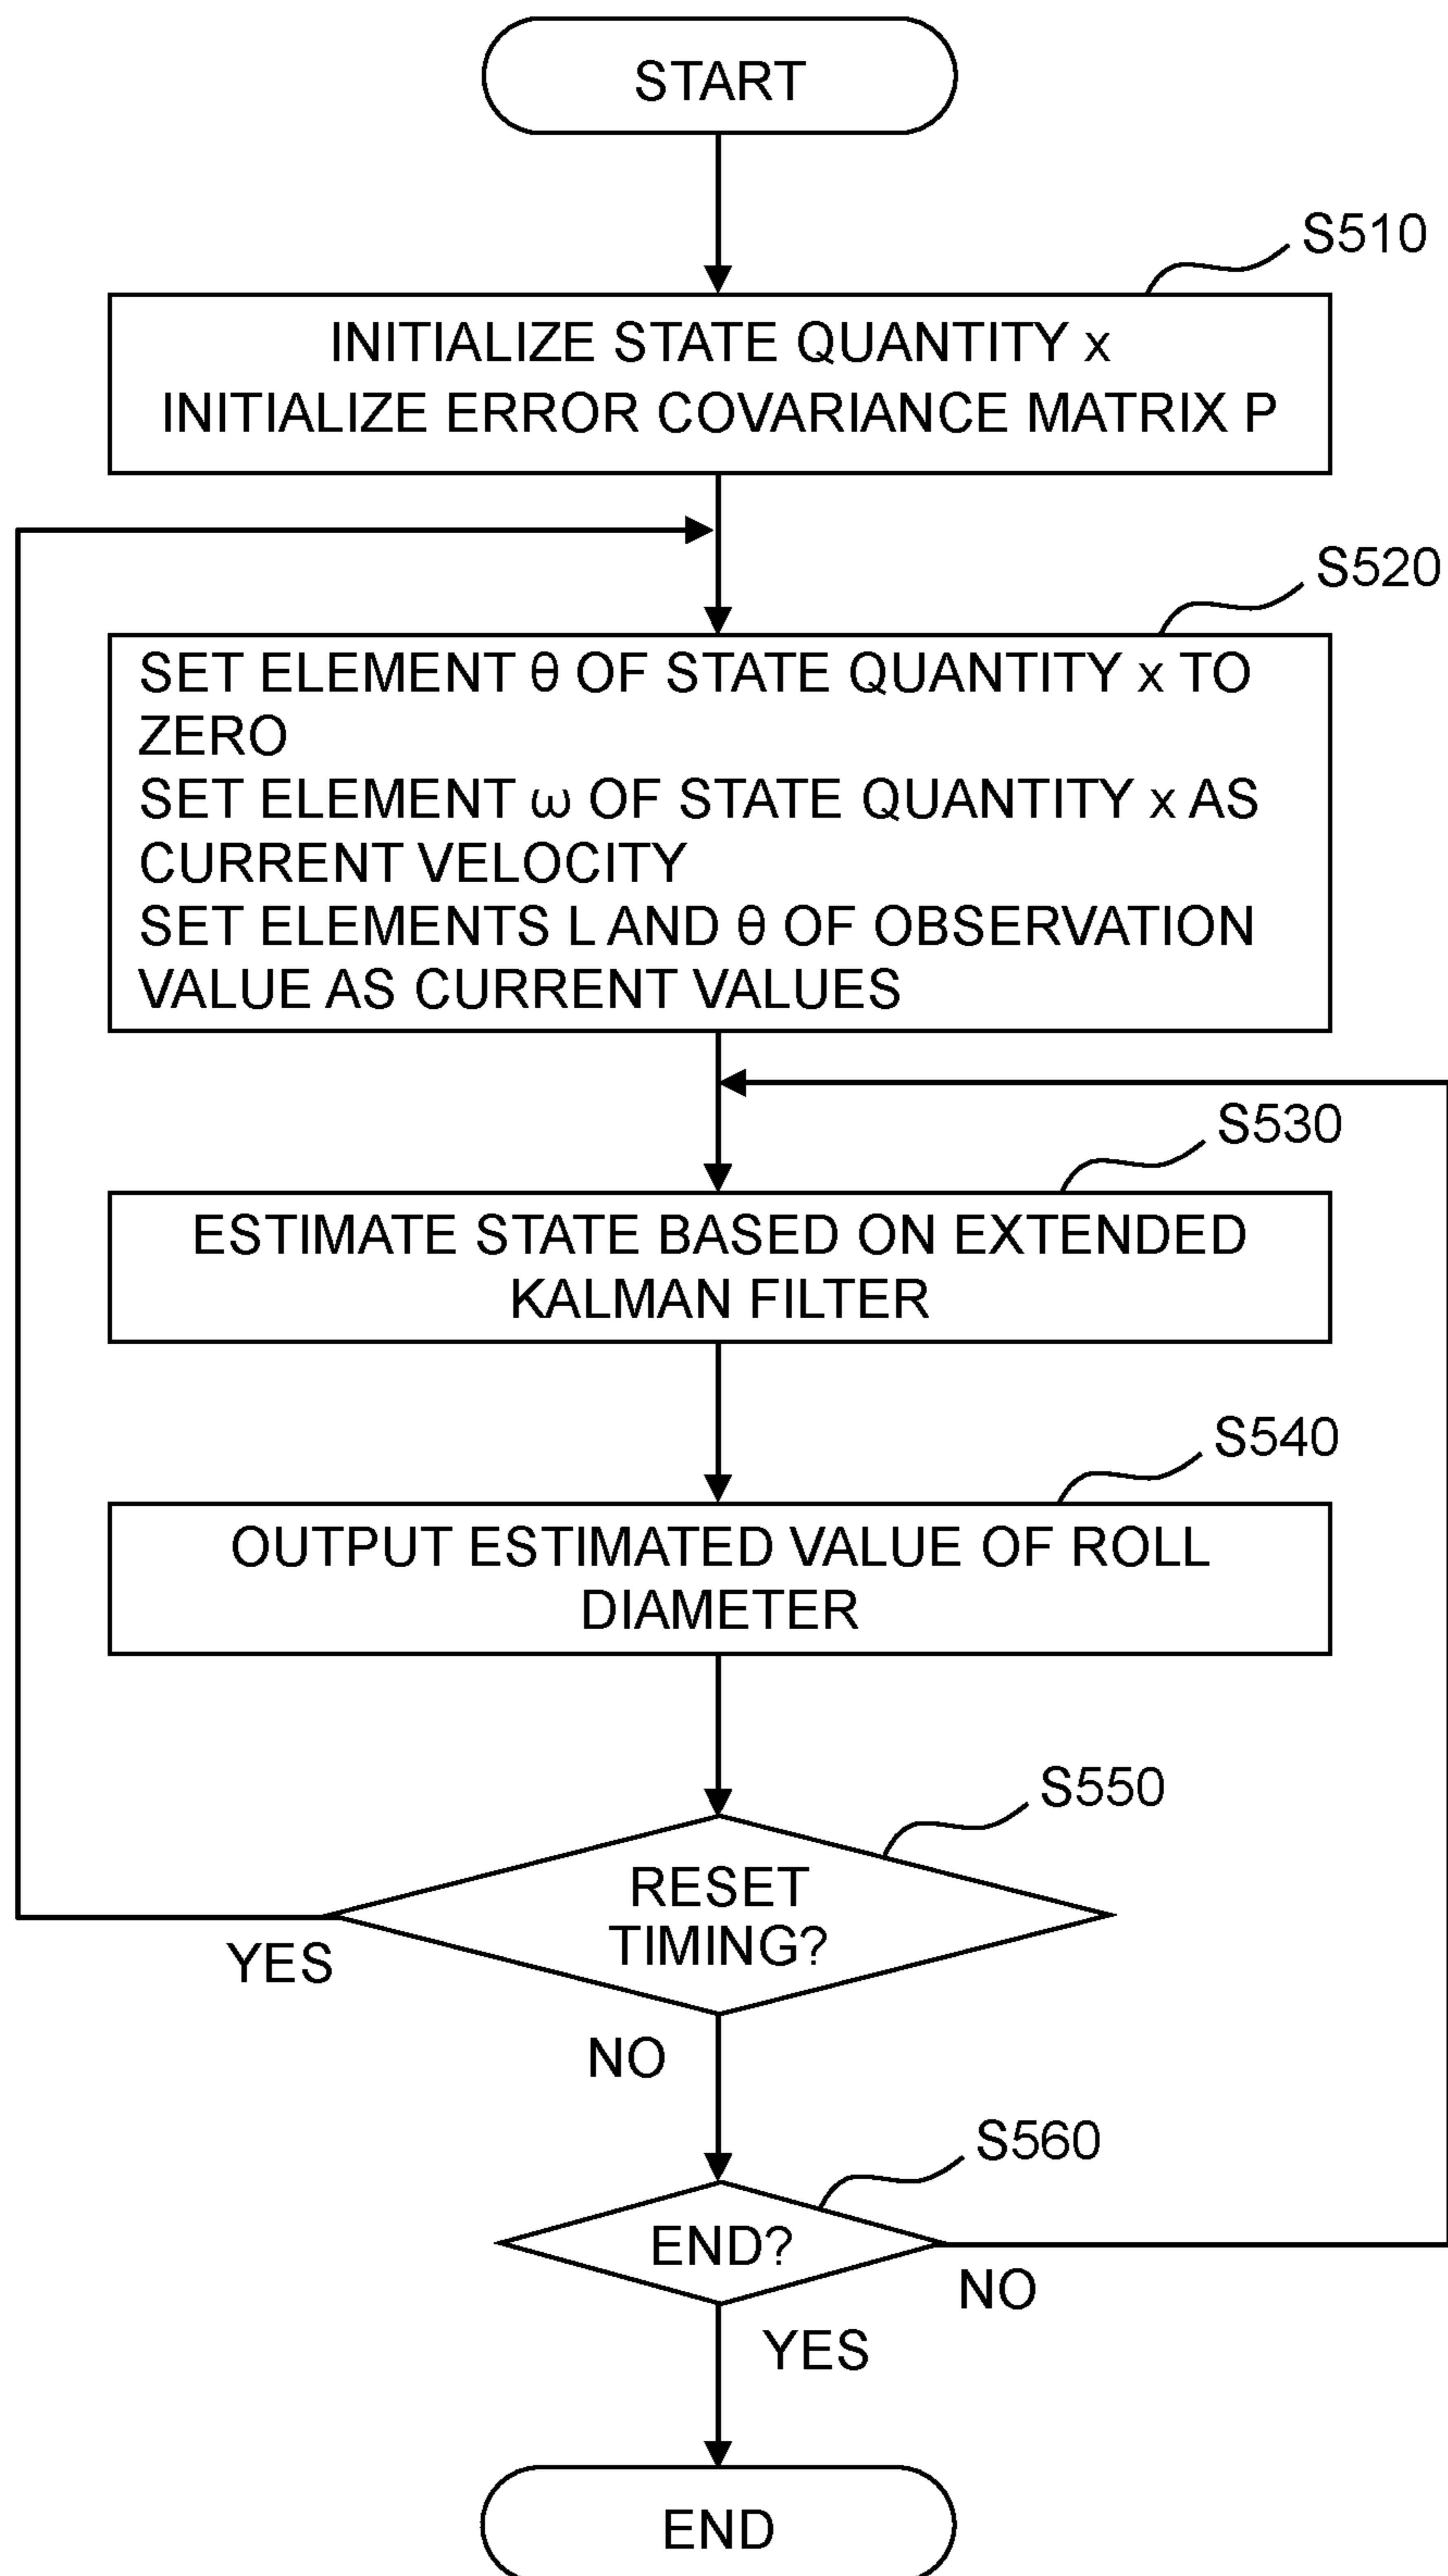 START
S510
INITIALIZE STATE QUANTITY x
INITIALIZE ERROR COVARIANCE MATRIX P
S520
SET ELEMENT θ OF STATE QUANTITY x TO
ZERO
SET ELEMENT ω OF STATE QUANTITY x AS
CURRENT VELOCITY
SET ELEMENTS L AND θ OF OBSERVATION
VALUE AS CURRENT VALUES
S530
ESTIMATE STATE BASED ON EXTENDED
KALMAN FILTER
S540
OUTPUT ESTIMATED VALUE OF ROLL
DIAMETER
S550
RESET
TIMING?
YES
NO
S560
END?
NO
YES
END